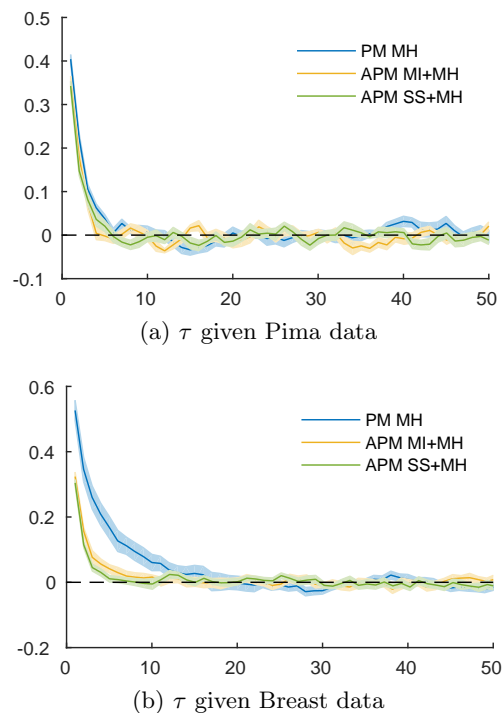 0.5
0.4
0.3
0.2
0.1
0
-0.1
PM MH
APM MI+MH
APM SS+MH
0 10 20 30 40 50
(a) τ given Pima data
0.6
0.4
0.2
0
-0.2
PM MH
APM MI+MH
APM SS+MH
0 10 20 30 40 50
(b) τ given Breast data